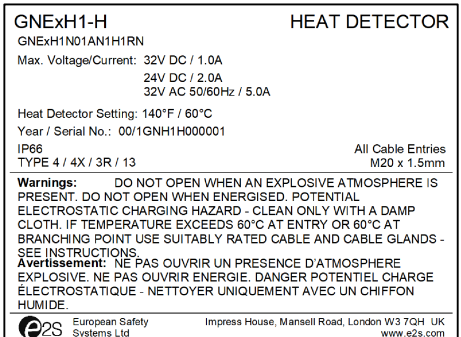 GNExH1-H HEAT DETECTOR
GNExH1N01AN1H1RN
Max. Voltage/Current: 32V DC / 1.0A
24V DC / 2.0A
32V AC 50/60Hz / 5.0A
Heat Detector Setting: 140°F / 60°C
Year / Serial No.: 00/1GNH1H000001
IP66 All Cable Entries
TYPE 4 / 4X / 3R / 13 M20 x 1.5mm
Warnings: DO NOT OPEN WHEN AN EXPLOSIVE ATMOSPHERE IS
PRESENT. DO NOT OPEN WHEN ENERGISED. POTENTIAL
ELECTROSTATIC CHARGING HAZARD - CLEAN ONLY WITH A DAMP
CLOTH. IF TEMPERATURE EXCEEDS 60°C AT ENTRY OR 60°C AT
BRANCHING POINT USE SUITABLY RATED CABLE AND CABLE GLANDS -
SEE INSTRUCTIONS.
Avertissement: NE PAS OUVRIR UN PRESENCE D'ATMOSPHERE
EXPLOSIVE. NE PAS OUVRIR ENERGIE. DANGER POTENTIEL CHARGE
ÉLECTROSTATIQUE - NETTOYER UNIQUEMENT AVEC UN CHIFFON
HUMIDE.
e2S European Safety Impress House, Mansell Road, London W3 7QH UK
Systems Ltd www.e2s.com